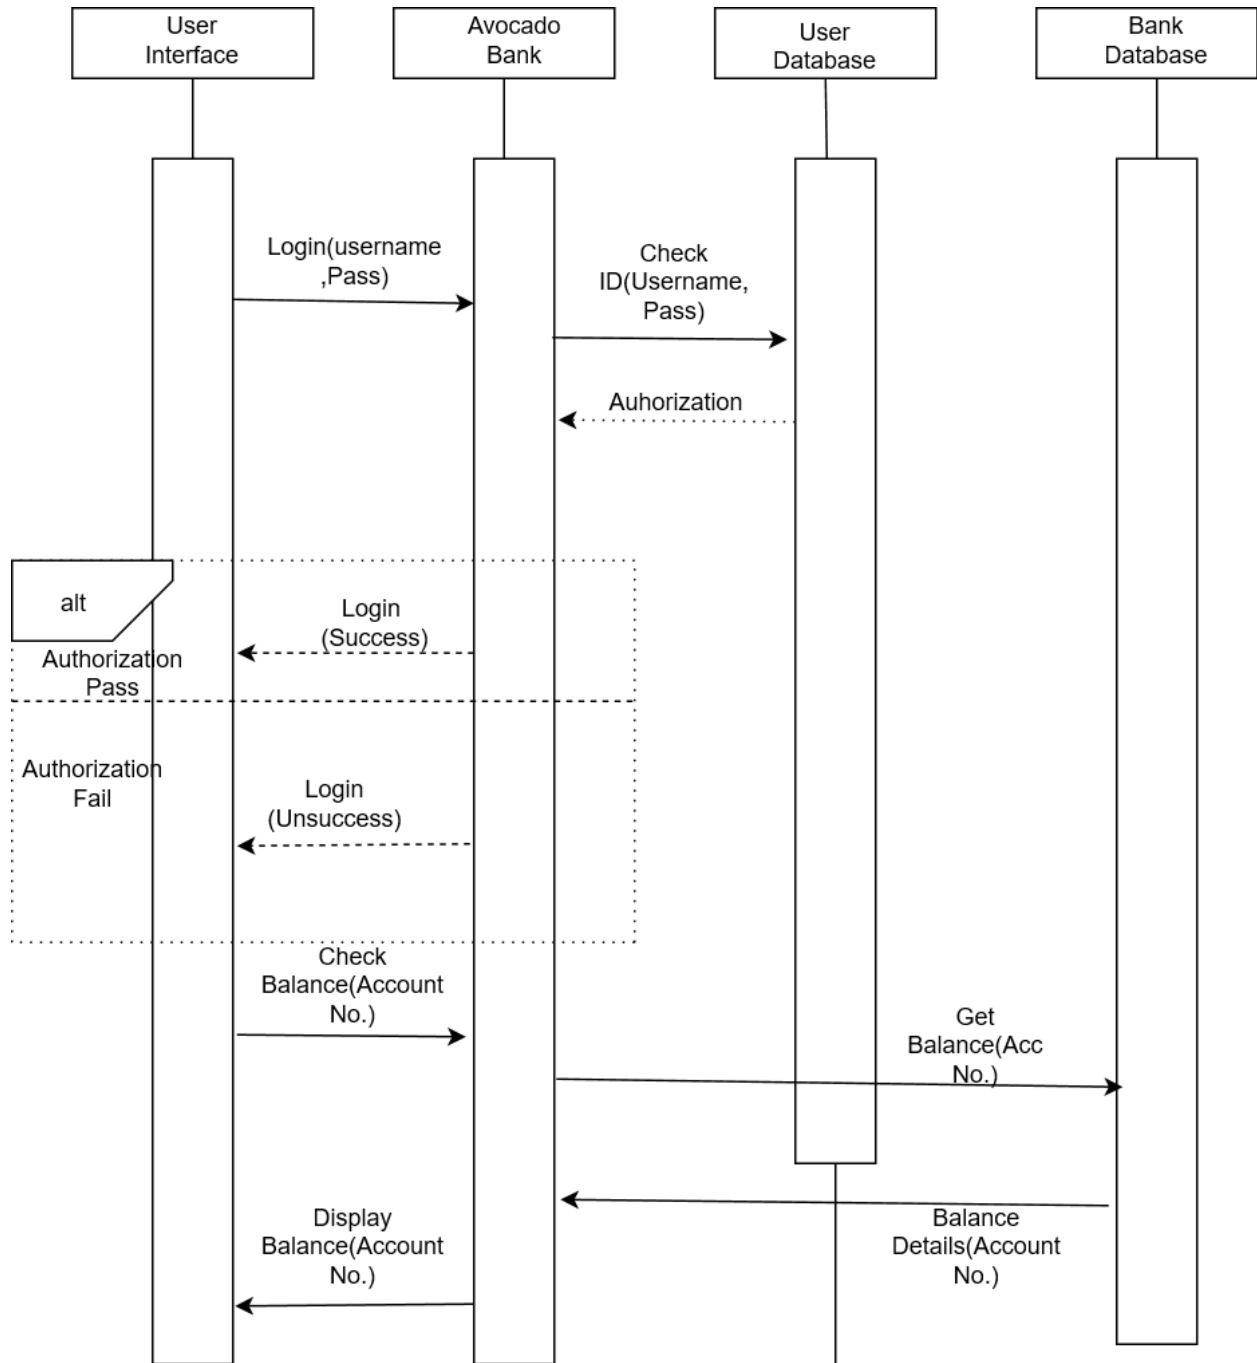 User
Interface
Avocado
Bank
User
Database
Bank
Database
Login(username
,Pass)
Check
ID(Username,
Pass)
Auhorization
alt
Login
(Success)
Authorization
Pass
Authorization
Fail
Login
(Unsuccess)
Check
Balance(Account
No.)
Get
Balance(Acc
No.)
Balance
Details(Account
No.)
Display
Balance(Account
No.)